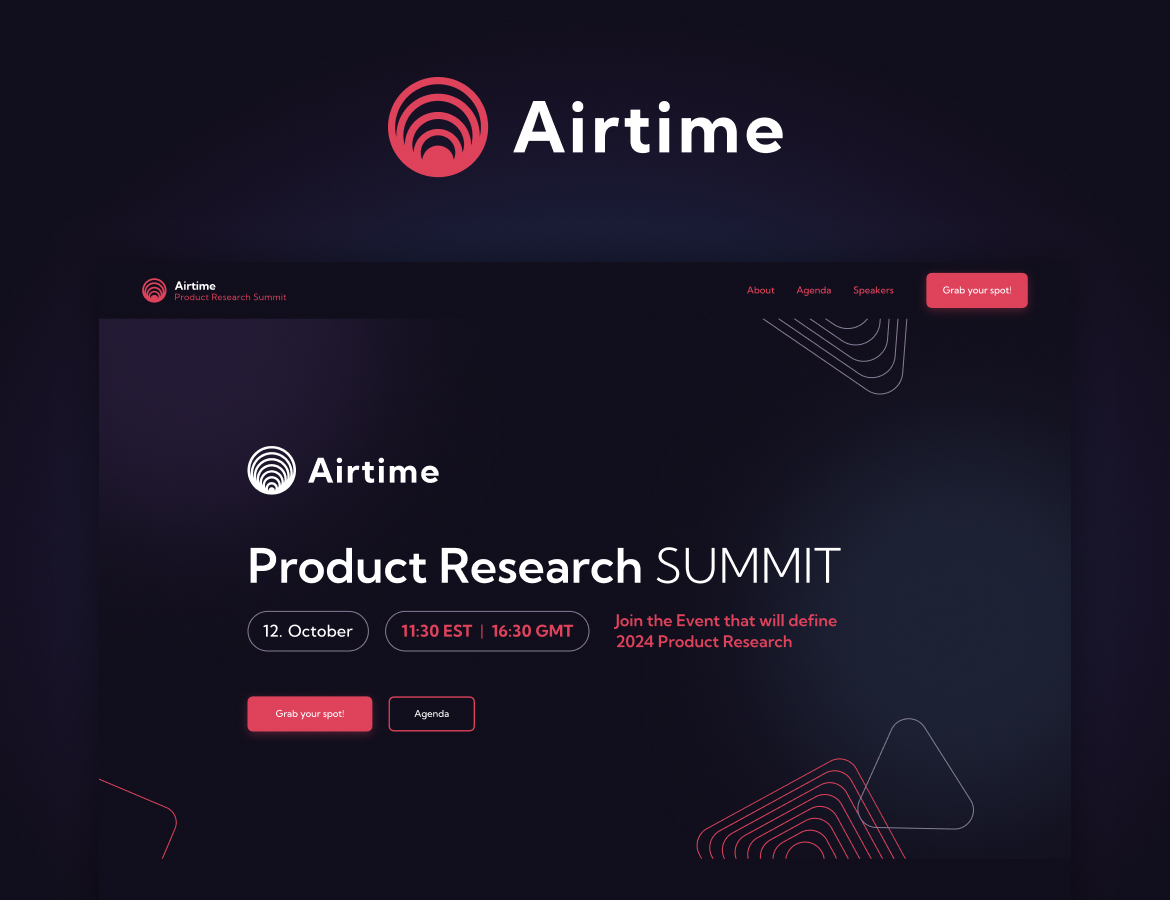 Airtime
Airtime
Product Research Summit
About Agenda Speakers Grab your spot!
Airtime
Product Research SUMMIT
12. October 11:30 EST | 16:30 GMT
Join the Event that will define
2024 Product Research
Grab your spot! Agenda